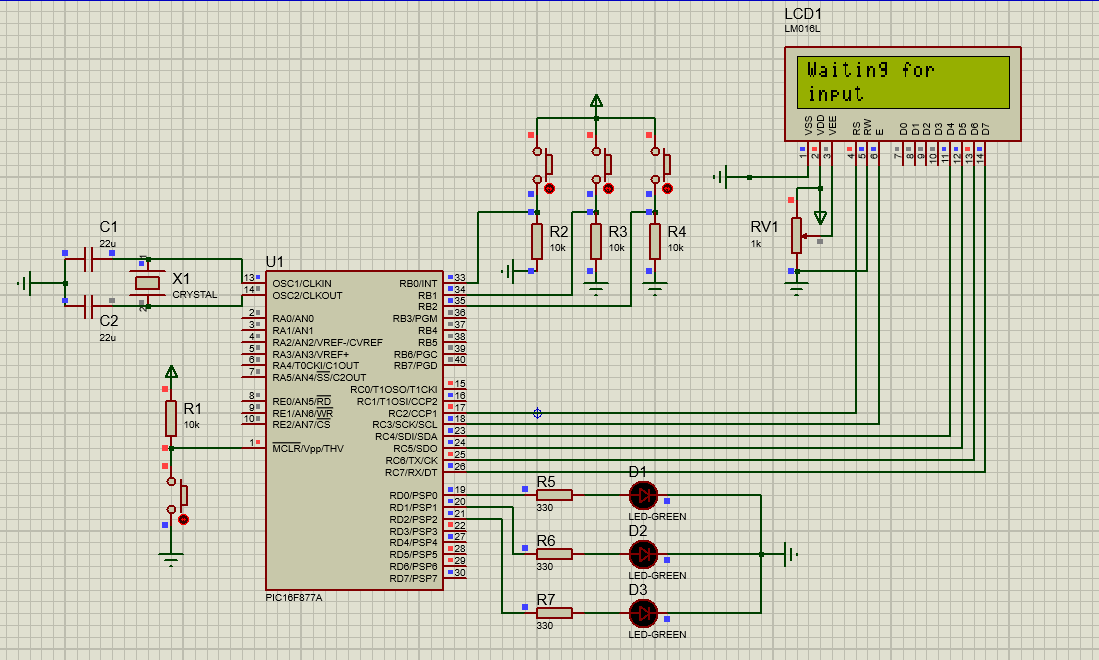 LCD1
LM016L
Waiting for
input
VSS
VDD
VEE
RS
RW
E
D0
D1
D2
D3
D4
D5
D6
D7
1
2
3
4
5
6
7
8
9
10
11
12
13
14
RV1
1k
R2
10k
R3
10k
R4
10k
C1
22u
X1
CRYSTAL
1
2
C2
22u
R1
10k
U1
13 OSC1/CLKIN
14 OSC2/CLKOUT
2 RA0/AN0
3 RA1/AN1
4 RA2/AN2/VREF-/CVREF
5 RA3/AN3/VREF+
6 RA4/T0CKI/C1OUT
7 RA5/AN4/SS/C2OUT
8 RE0/AN5/RD
9 RE1/AN6/WR
10 RE2/AN7/CS
1 MCLR/Vpp/THV
RB0/INT 33
RB1 34
RB2 35
RB3/PGM 36
RB4 37
RB5 38
RB6/PGC 39
RB7/PGD 40
RC0/T1OSO/T1CKI 15
RC1/T1OSI/CCP2 16
RC2/CCP1 17
RC3/SCK/SCL 18
RC4/SDI/SDA 23
RC5/SDO 24
RC6/TX/CK 25
RC7/RX/DT 26
RD0/PSP0 19
RD1/PSP1 20
RD2/PSP2 21
RD3/PSP3 22
RD4/PSP4 27
RD5/PSP5 28
RD6/PSP6 29
RD7/PSP7 30
PIC16F877A
R5
330
D1
LED-GREEN
R6
330
D2
LED-GREEN
R7
330
D3
LED-GREEN